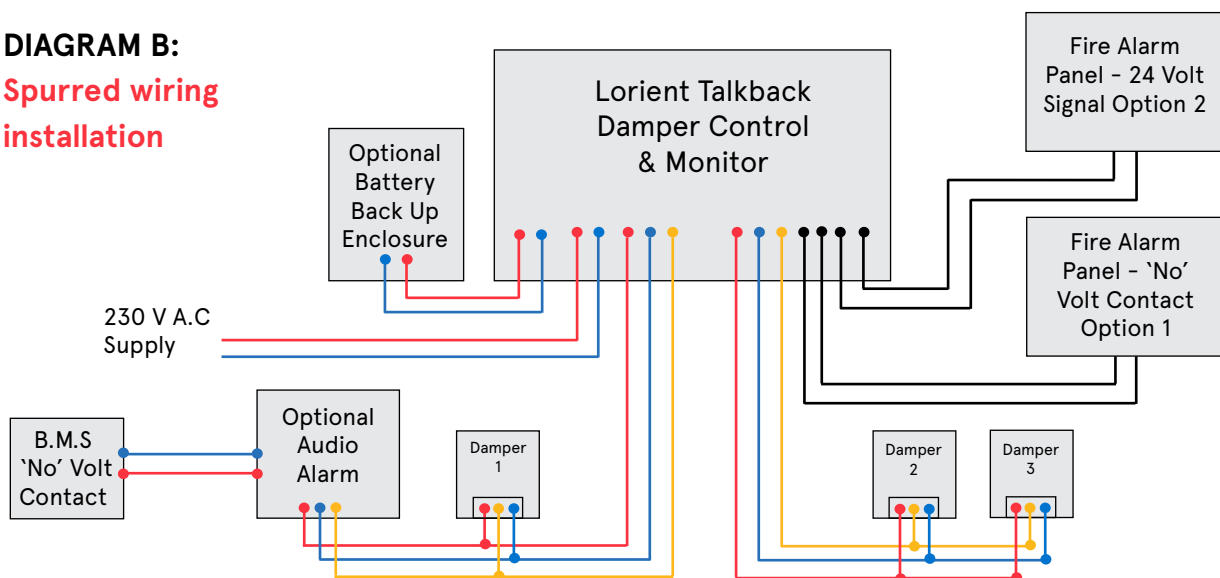 DIAGRAM B:
Spurred wiring
installation
Optional
Battery
Back Up
Enclosure
Lorient Talkback
Damper Control
& Monitor
Fire Alarm
Panel - 24 Volt
Signal Option 2
Fire Alarm
Panel - ‘No’
Volt Contact
Option 1
230 V A.C
Supply
B.M.S
‘No’ Volt
Contact
Optional
Audio
Alarm
Damper
1
Damper
2
Damper
3